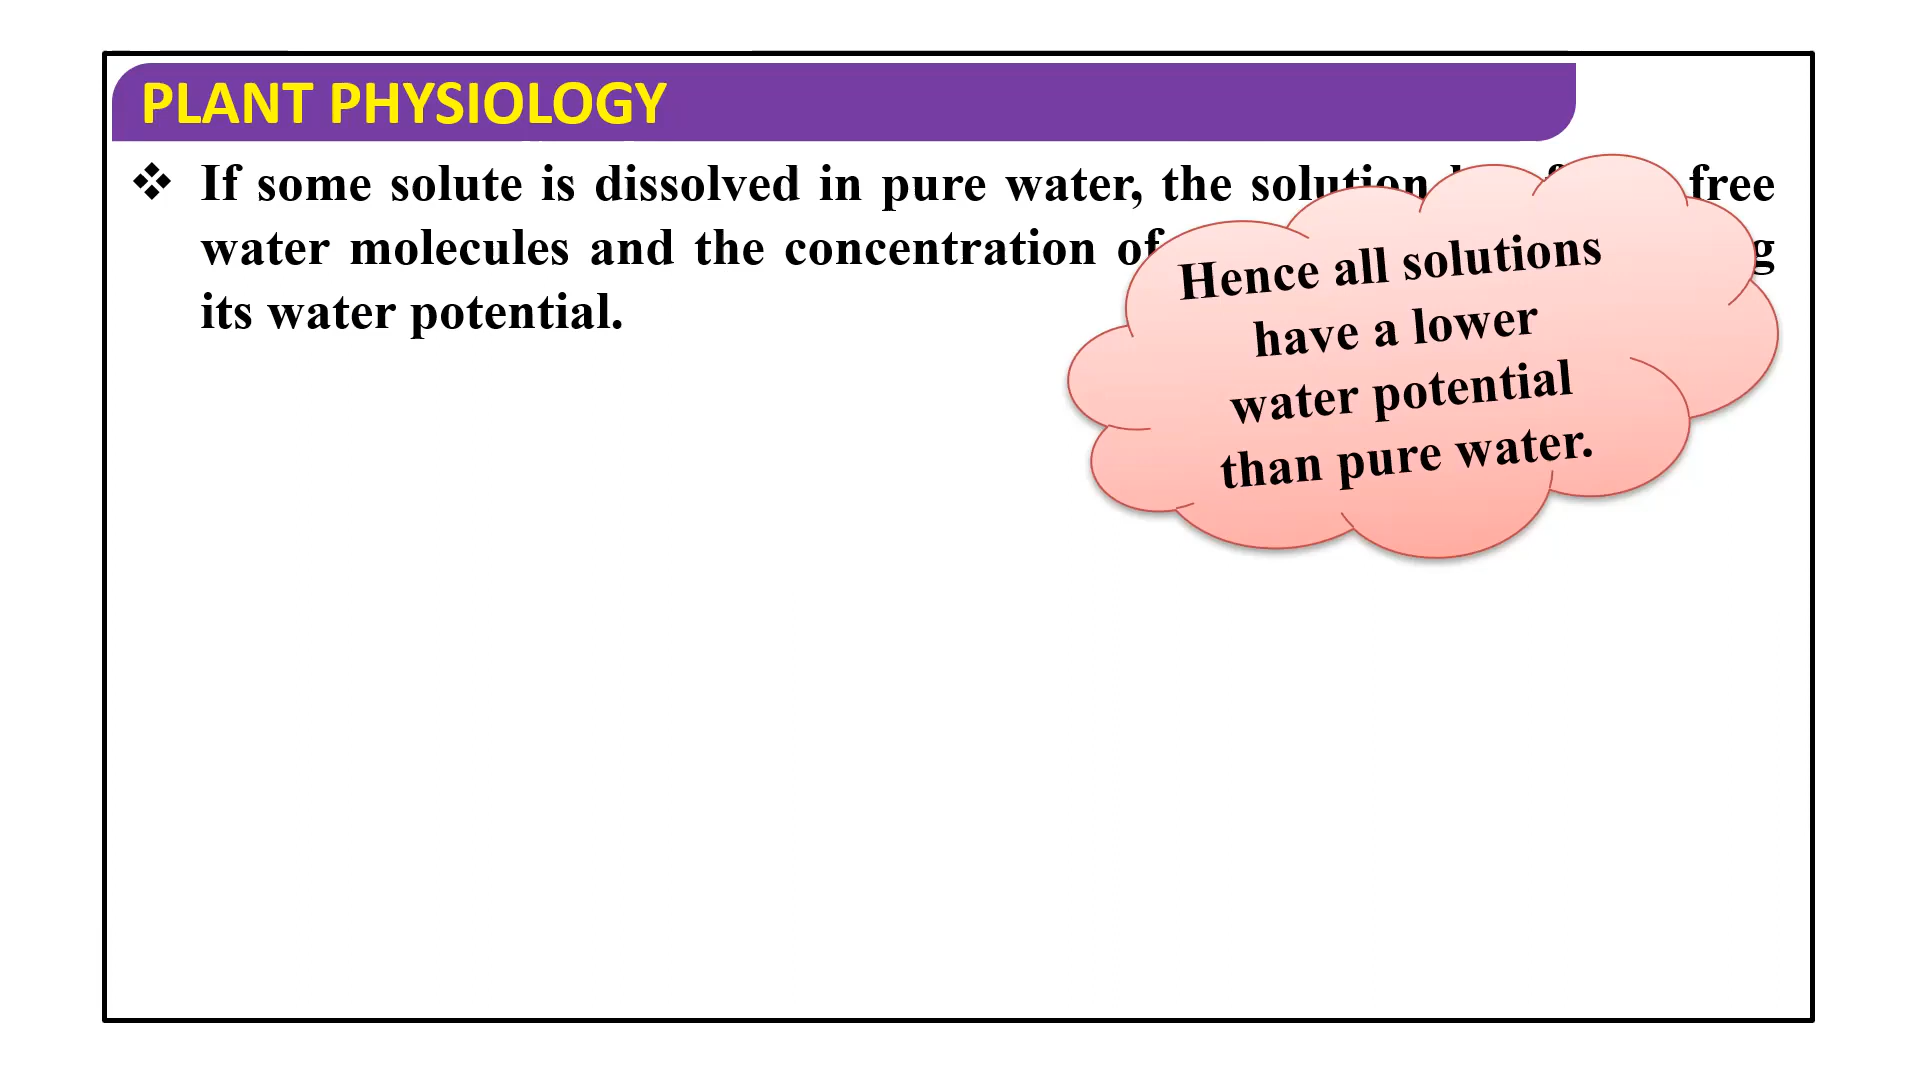 PLANT PHYSIOLOGY
❖ If some solute is dissolved in pure water, the solution free
water molecules and the concentration of
its water potential.
Hence all solutions
have a lower
water potential
than pure water.